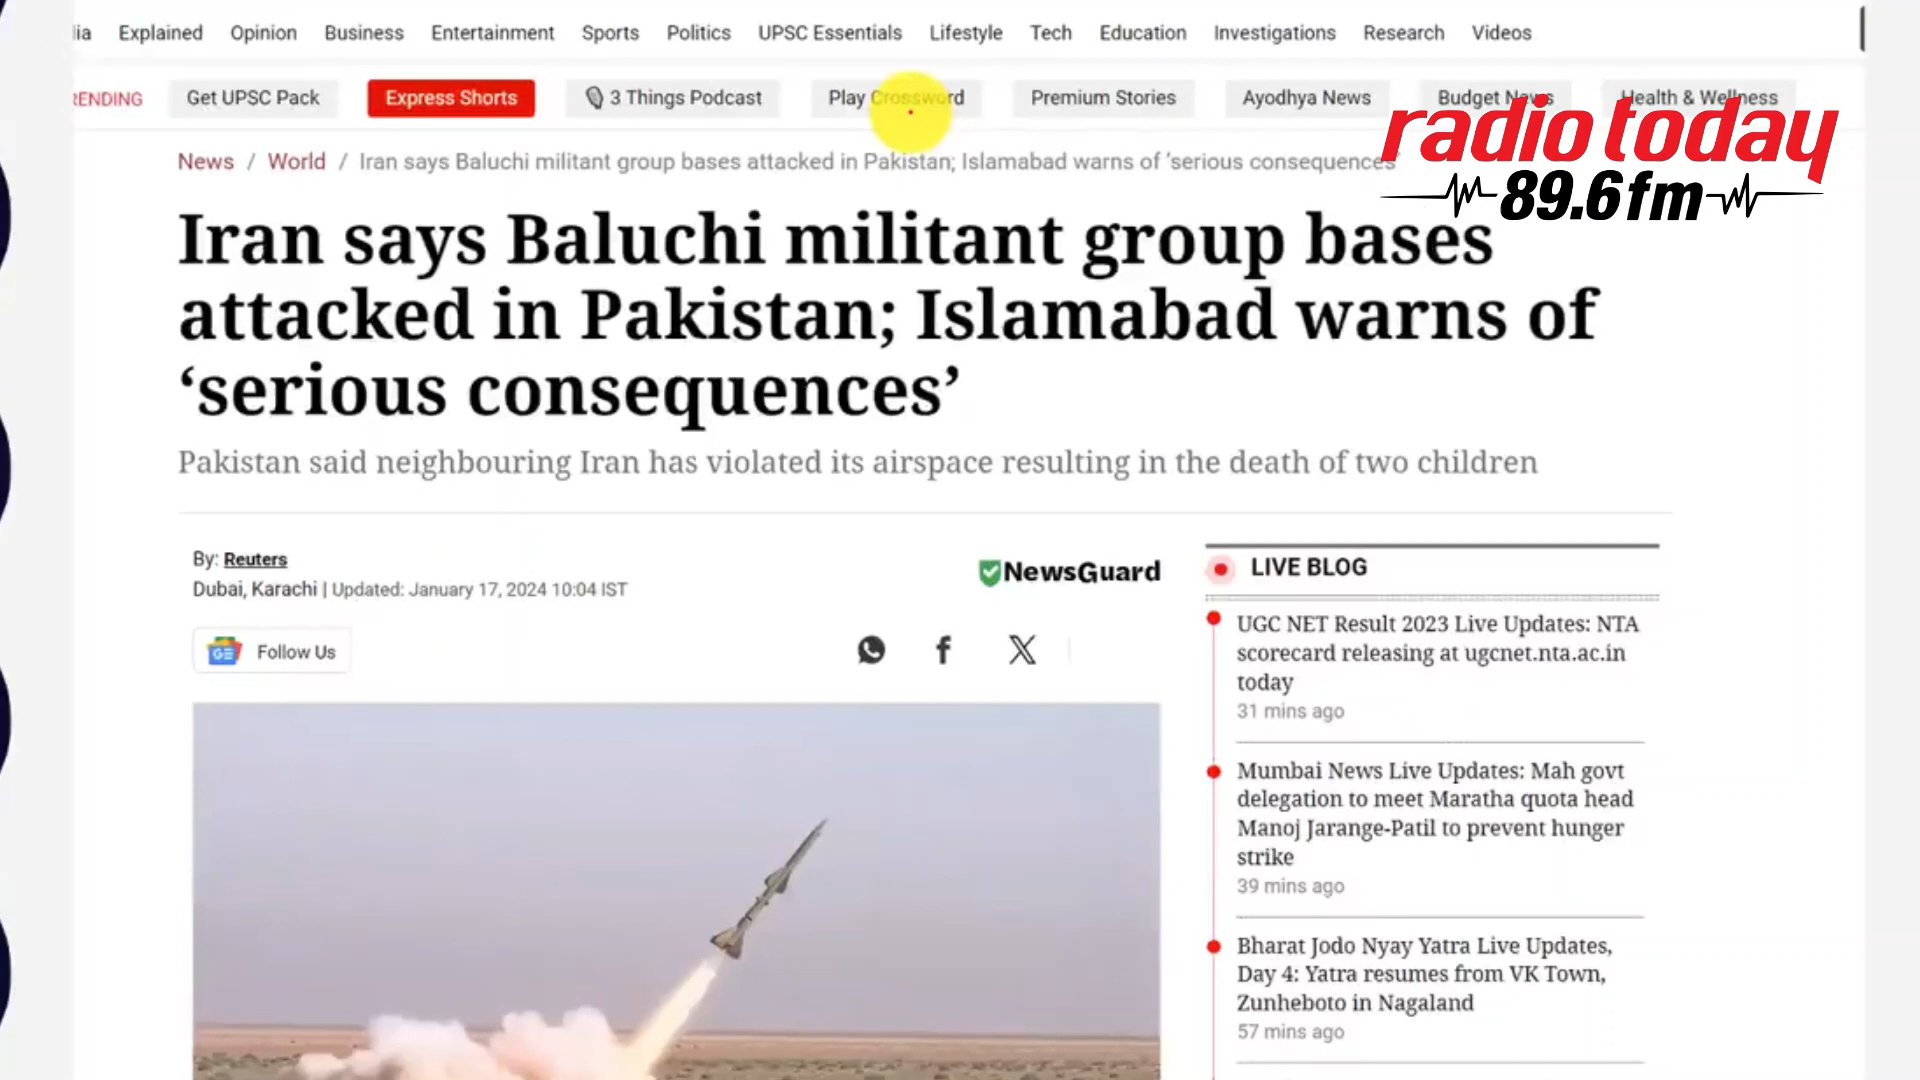 ia Explained Opinion Business Entertainment Sports Politics UPSC Essentials Lifestyle Tech Education Investigations Research Videos
RENDING Get UPSC Pack Express Shorts 3 Things Podcast Play Crossword Premium Stories Ayodhya News Budget News Health & Wellness
radio today
89.6fm
News / World / Iran says Baluchi militant group bases attacked in Pakistan; Islamabad warns of ‘serious consequences’
Iran says Baluchi militant group bases
attacked in Pakistan; Islamabad warns of
‘serious consequences’
Pakistan said neighbouring Iran has violated its airspace resulting in the death of two children
By: Reuters
Dubai, Karachi | Updated: January 17, 2024 10:04 IST
NewsGuard
GE Follow Us
LIVE BLOG
UGC NET Result 2023 Live Updates: NTA
scorecard releasing at ugcnet.nta.ac.in
today
31 mins ago
Mumbai News Live Updates: Mah govt
delegation to meet Maratha quota head
Manoj Jarange-Patil to prevent hunger
strike
39 mins ago
Bharat Jodo Nyay Yatra Live Updates,
Day 4: Yatra resumes from VK Town,
Zunheboto in Nagaland
57 mins ago